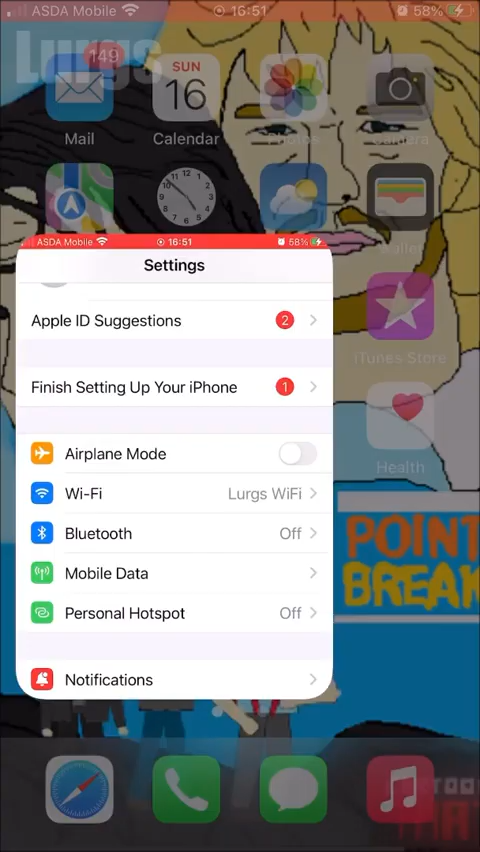 ASDA Mobile 16:51 58%
Lurgs
149
SUN
16
Mail Calendar Photos Camera
Wallet
ASDA Mobile 16:51 58%
Settings
Apple ID Suggestions 2
Finish Setting Up Your iPhone 1
Airplane Mode
Wi-Fi Lurgs WiFi
Bluetooth Off
Mobile Data
Personal Hotspot Off
Notifications
iTunes Store
Health
POINT
BREAK